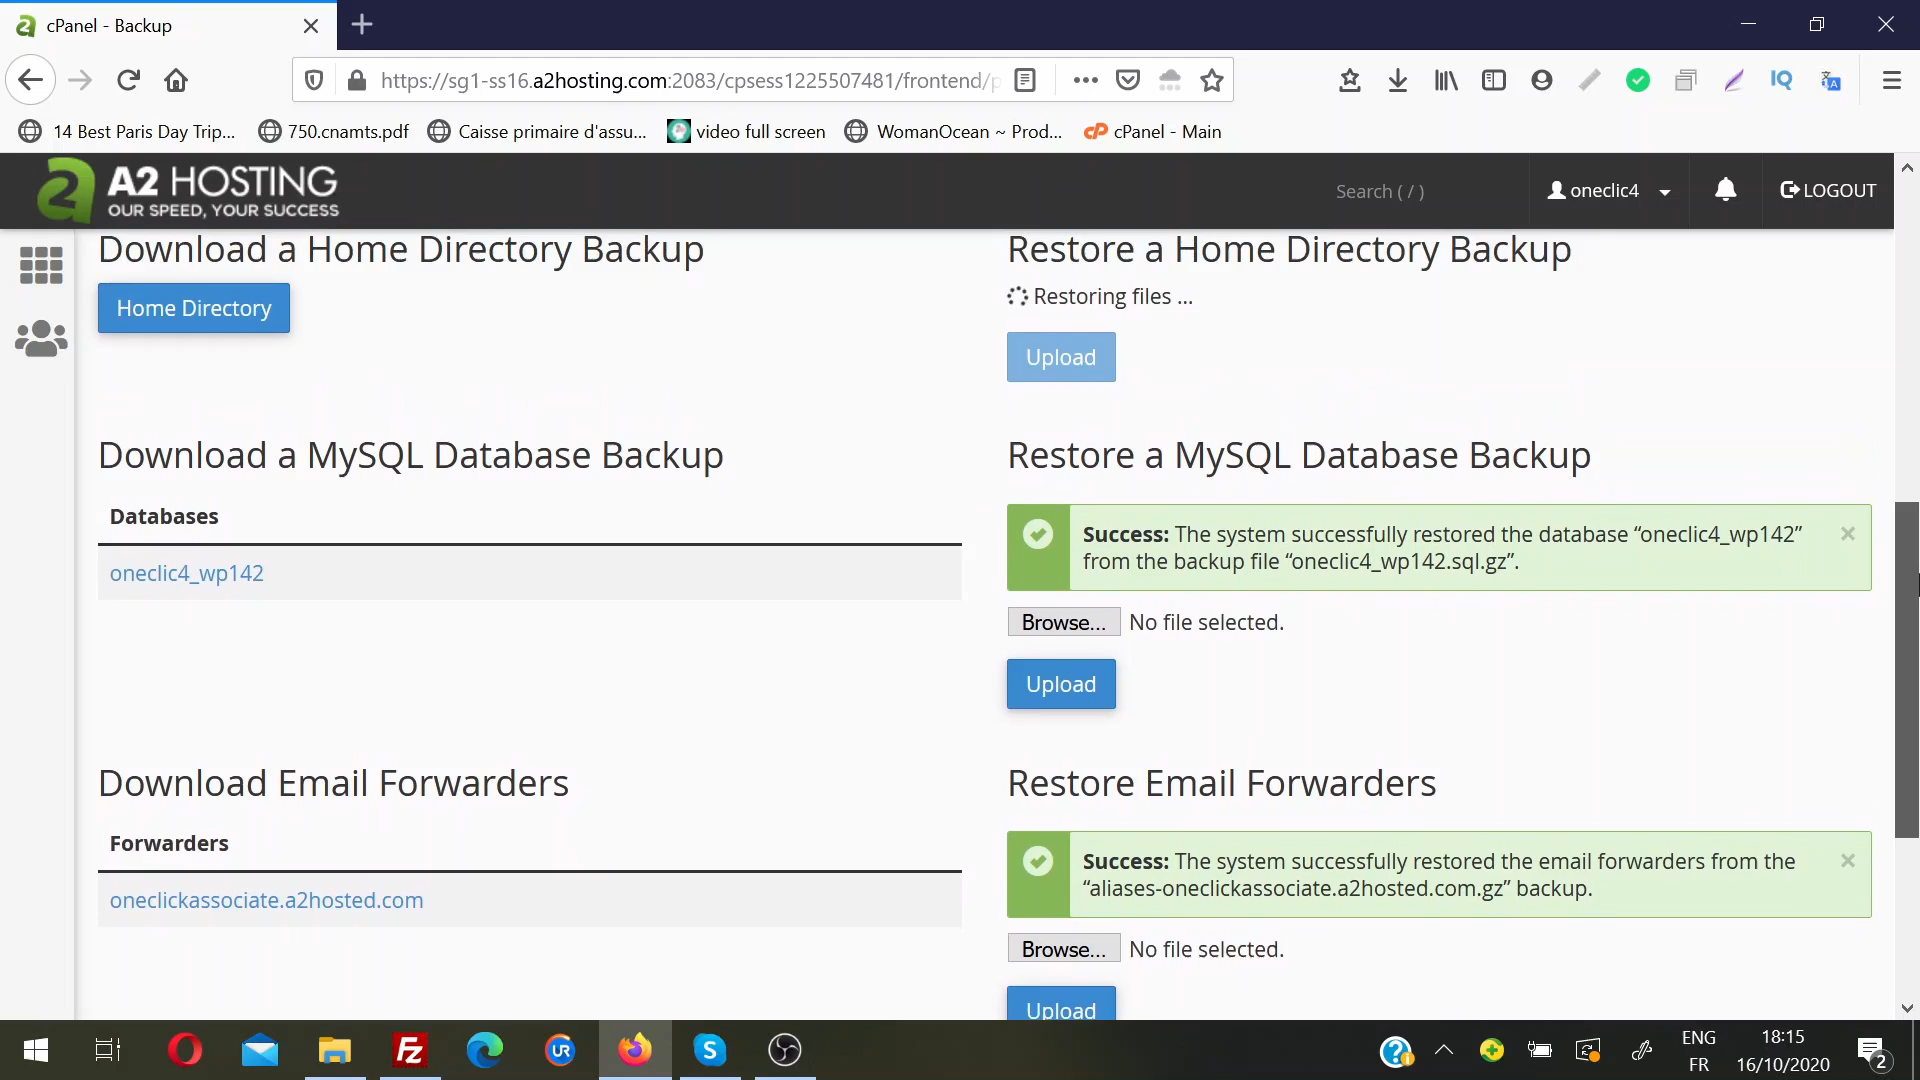 cPanel - Backup
https://sg1-ss16.a2hosting.com:2083/cpsess1225507481/frontend/p
14 Best Paris Day Trip...
750.cnamts.pdf
Caisse primaire d'assu...
video full screen
WomanOcean ~ Prod...
cPanel - Main
A2 HOSTING
OUR SPEED, YOUR SUCCESS
Search ( / )
oneclic4
LOGOUT
Download a Home Directory Backup
Home Directory
Restore a Home Directory Backup
Restoring files ...
Upload
Download a MySQL Database Backup
Databases
oneclic4_wp142
Restore a MySQL Database Backup
Success: The system successfully restored the database “oneclic4_wp142”
from the backup file “oneclic4_wp142.sql.gz”.
Browse... No file selected.
Upload
Download Email Forwarders
Forwarders
oneclickassociate.a2hosted.com
Restore Email Forwarders
Success: The system successfully restored the email forwarders from the
“aliases-oneclickassociate.a2hosted.com.gz” backup.
Browse... No file selected.
Upload
ENG
FR
18:15
16/10/2020
2